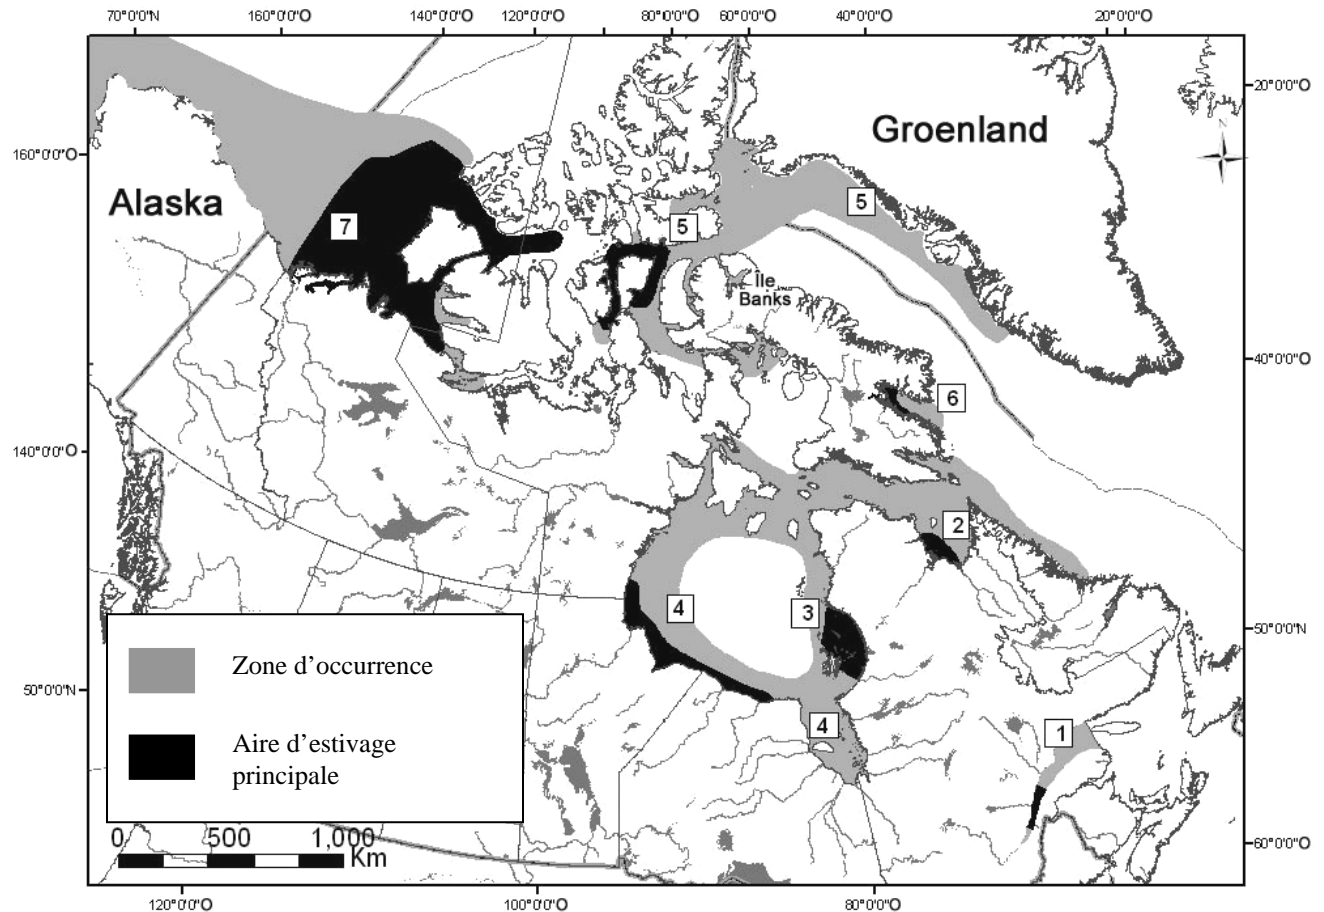 70°0'0"N
160°0'0"O
140°0'0"O
120°0'0"O
80°0'0"O
60°0'0"O
40°0'0"O
20°0'0"O
20°0'0"O
160°0'0"O
Groenland
Alaska
7
5
5
Île
Banks
40°0'0"O
6
140°0'0"O
2
4
3
50°0'0"N
50°0'0"N
4
1
Zone d'occurrence
Aire d'estivage
principale
0 500 1,000
Km
60°0'0"O
120°0'0"O
100°0'0"O
80°0'0"O
N